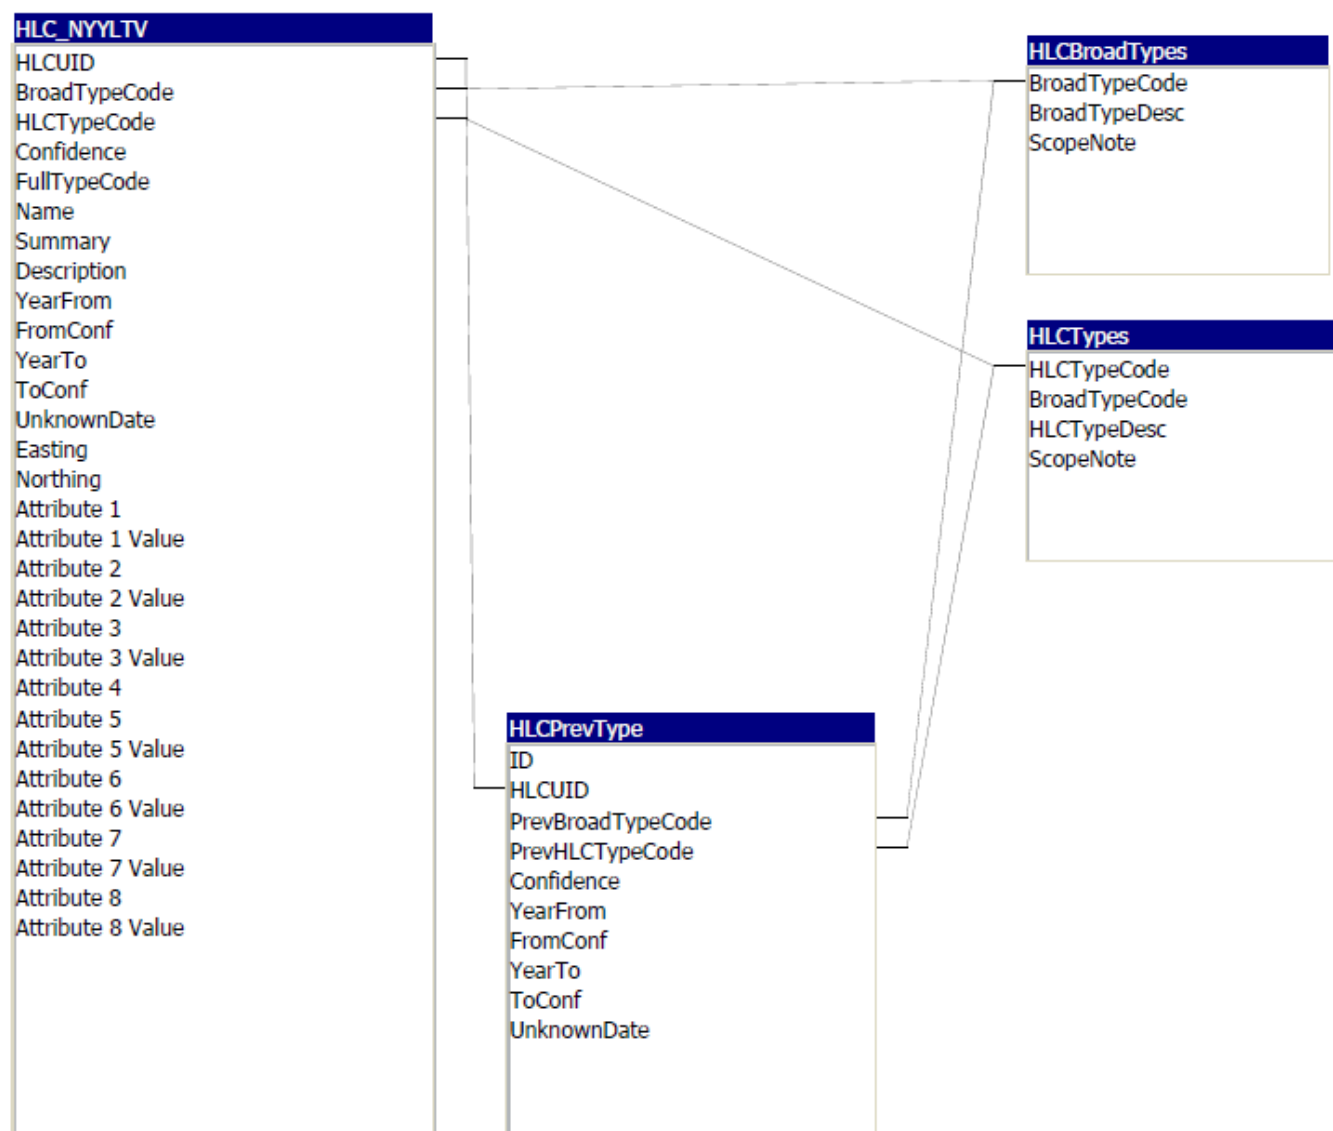 HLC_NYYLTV
HLCUID
BroadTypeCode
HLCTypeCode
Confidence
FullTypeCode
Name
Summary
Description
YearFrom
FromConf
YearTo
ToConf
UnknownDate
Easting
Northing
Attribute 1
Attribute 1 Value
Attribute 2
Attribute 2 Value
Attribute 3
Attribute 3 Value
Attribute 4
Attribute 5
Attribute 5 Value
Attribute 6
Attribute 6 Value
Attribute 7
Attribute 7 Value
Attribute 8
Attribute 8 Value
HLCPrevType
ID
HLCUID
PrevBroadTypeCode
PrevHLCTypeCode
Confidence
YearFrom
FromConf
YearTo
ToConf
UnknownDate
HLCBroadTypes
BroadTypeCode
BroadTypeDesc
ScopeNote
HLCTypes
HLCTypeCode
BroadTypeCode
HLCTypeDesc
ScopeNote